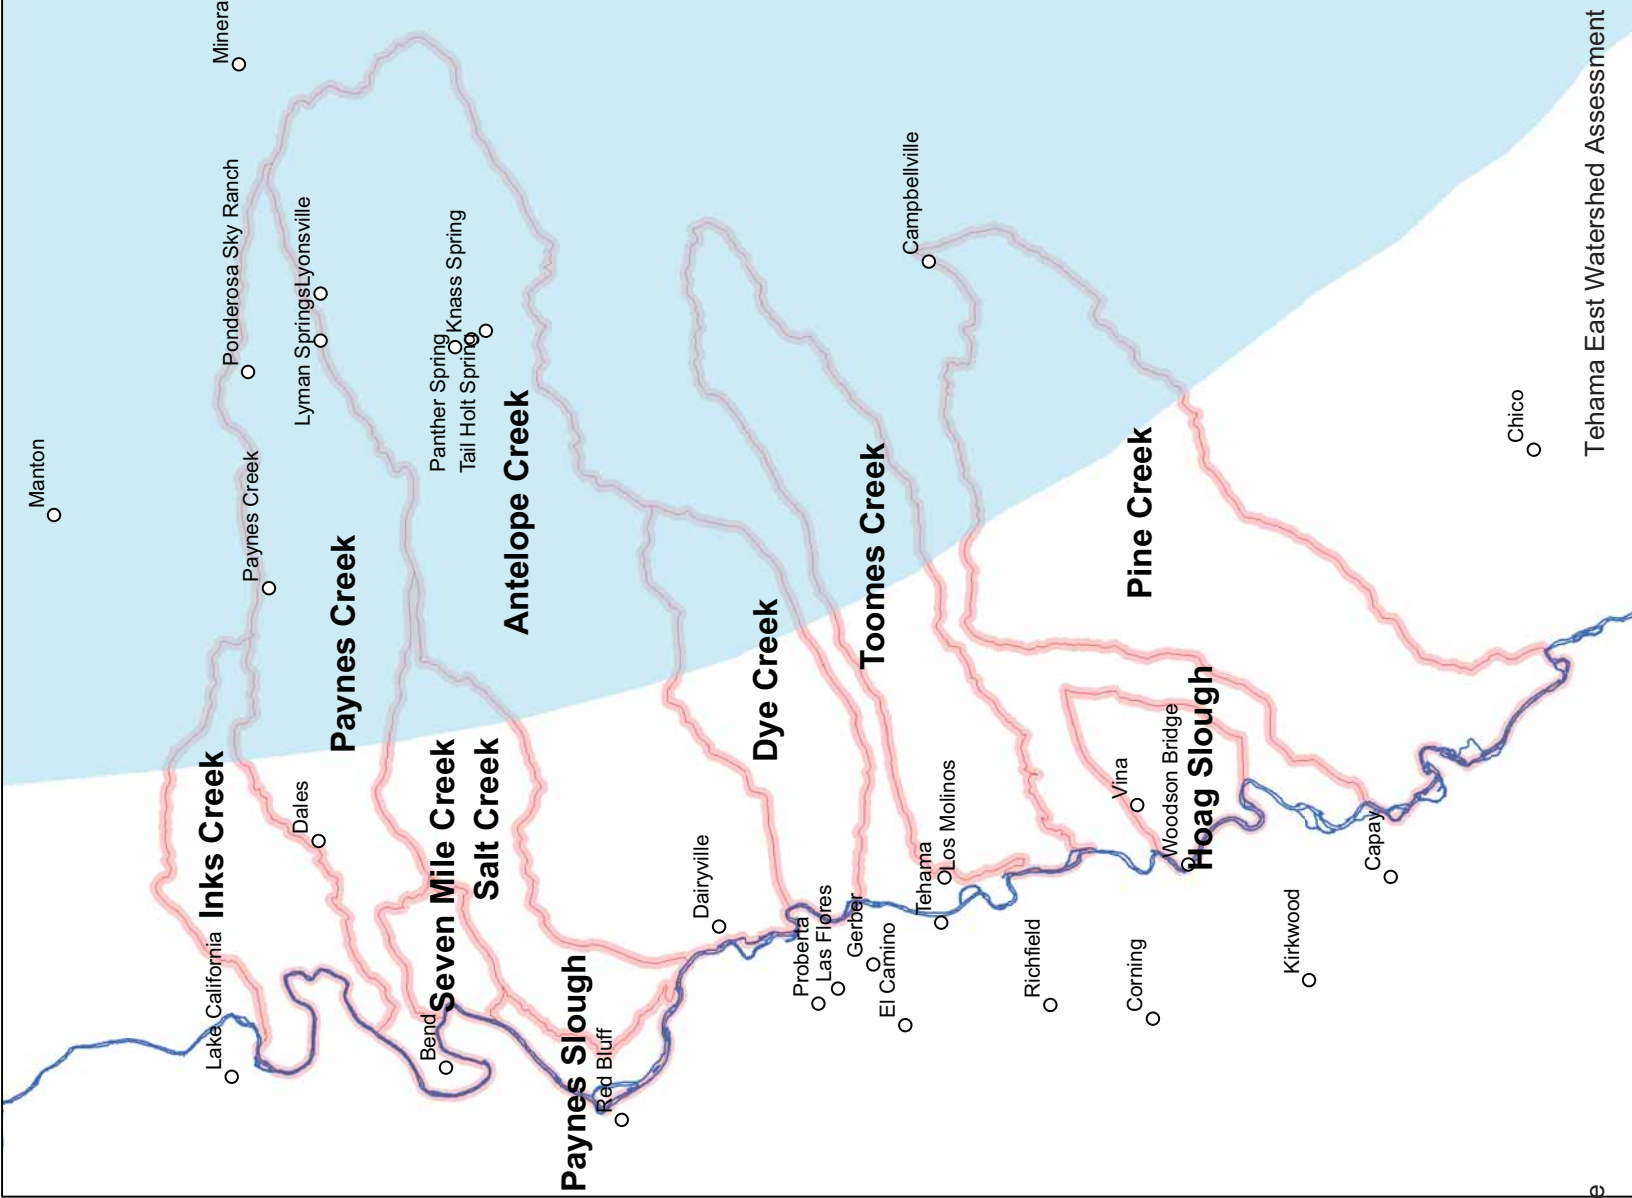 Minera
Manton
Ponderosa Sky Ranch
Lyonsville
Lyman Springs
Knass Spring
Panther Spring
Tail Holt Spring
Paynes Creek
Campbellville
Antelope Creek
Paynes Creek
Toomes Creek
Pine Creek
Chico
Tehama East Watershed Assessment
Dye Creek
Inks Creek
Dales
Seven Mile Creek
Salt Creek
Dairyville
Los Molinos
Vina
Woodson Bridge
Hoag Slough
Capay
Tehama
Lake California
Bend
Paynes Slough
Red Bluff
Proberta
Las Flores
Gerber
El Camino
Richfield
Corning
Kirkwood
e